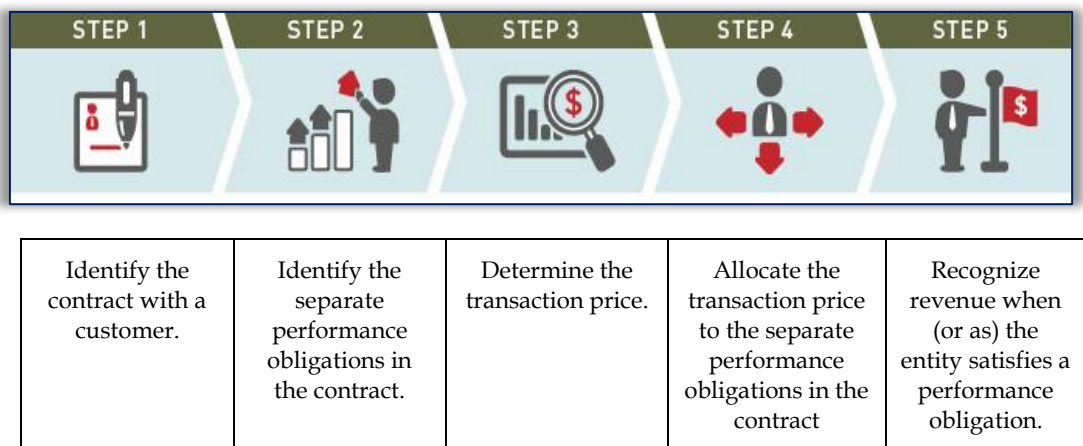 STEP 1
STEP 2
STEP 3
STEP 4
STEP 5
$
$
Identify the
contract with a
customer.
Identify the
separate
performance
obligations in
the contract.
Determine the
transaction price.
Allocate the
transaction price
to the separate
performance
obligations in the
contract
Recognize
revenue when
(or as) the
entity satisfies a
performance
obligation.